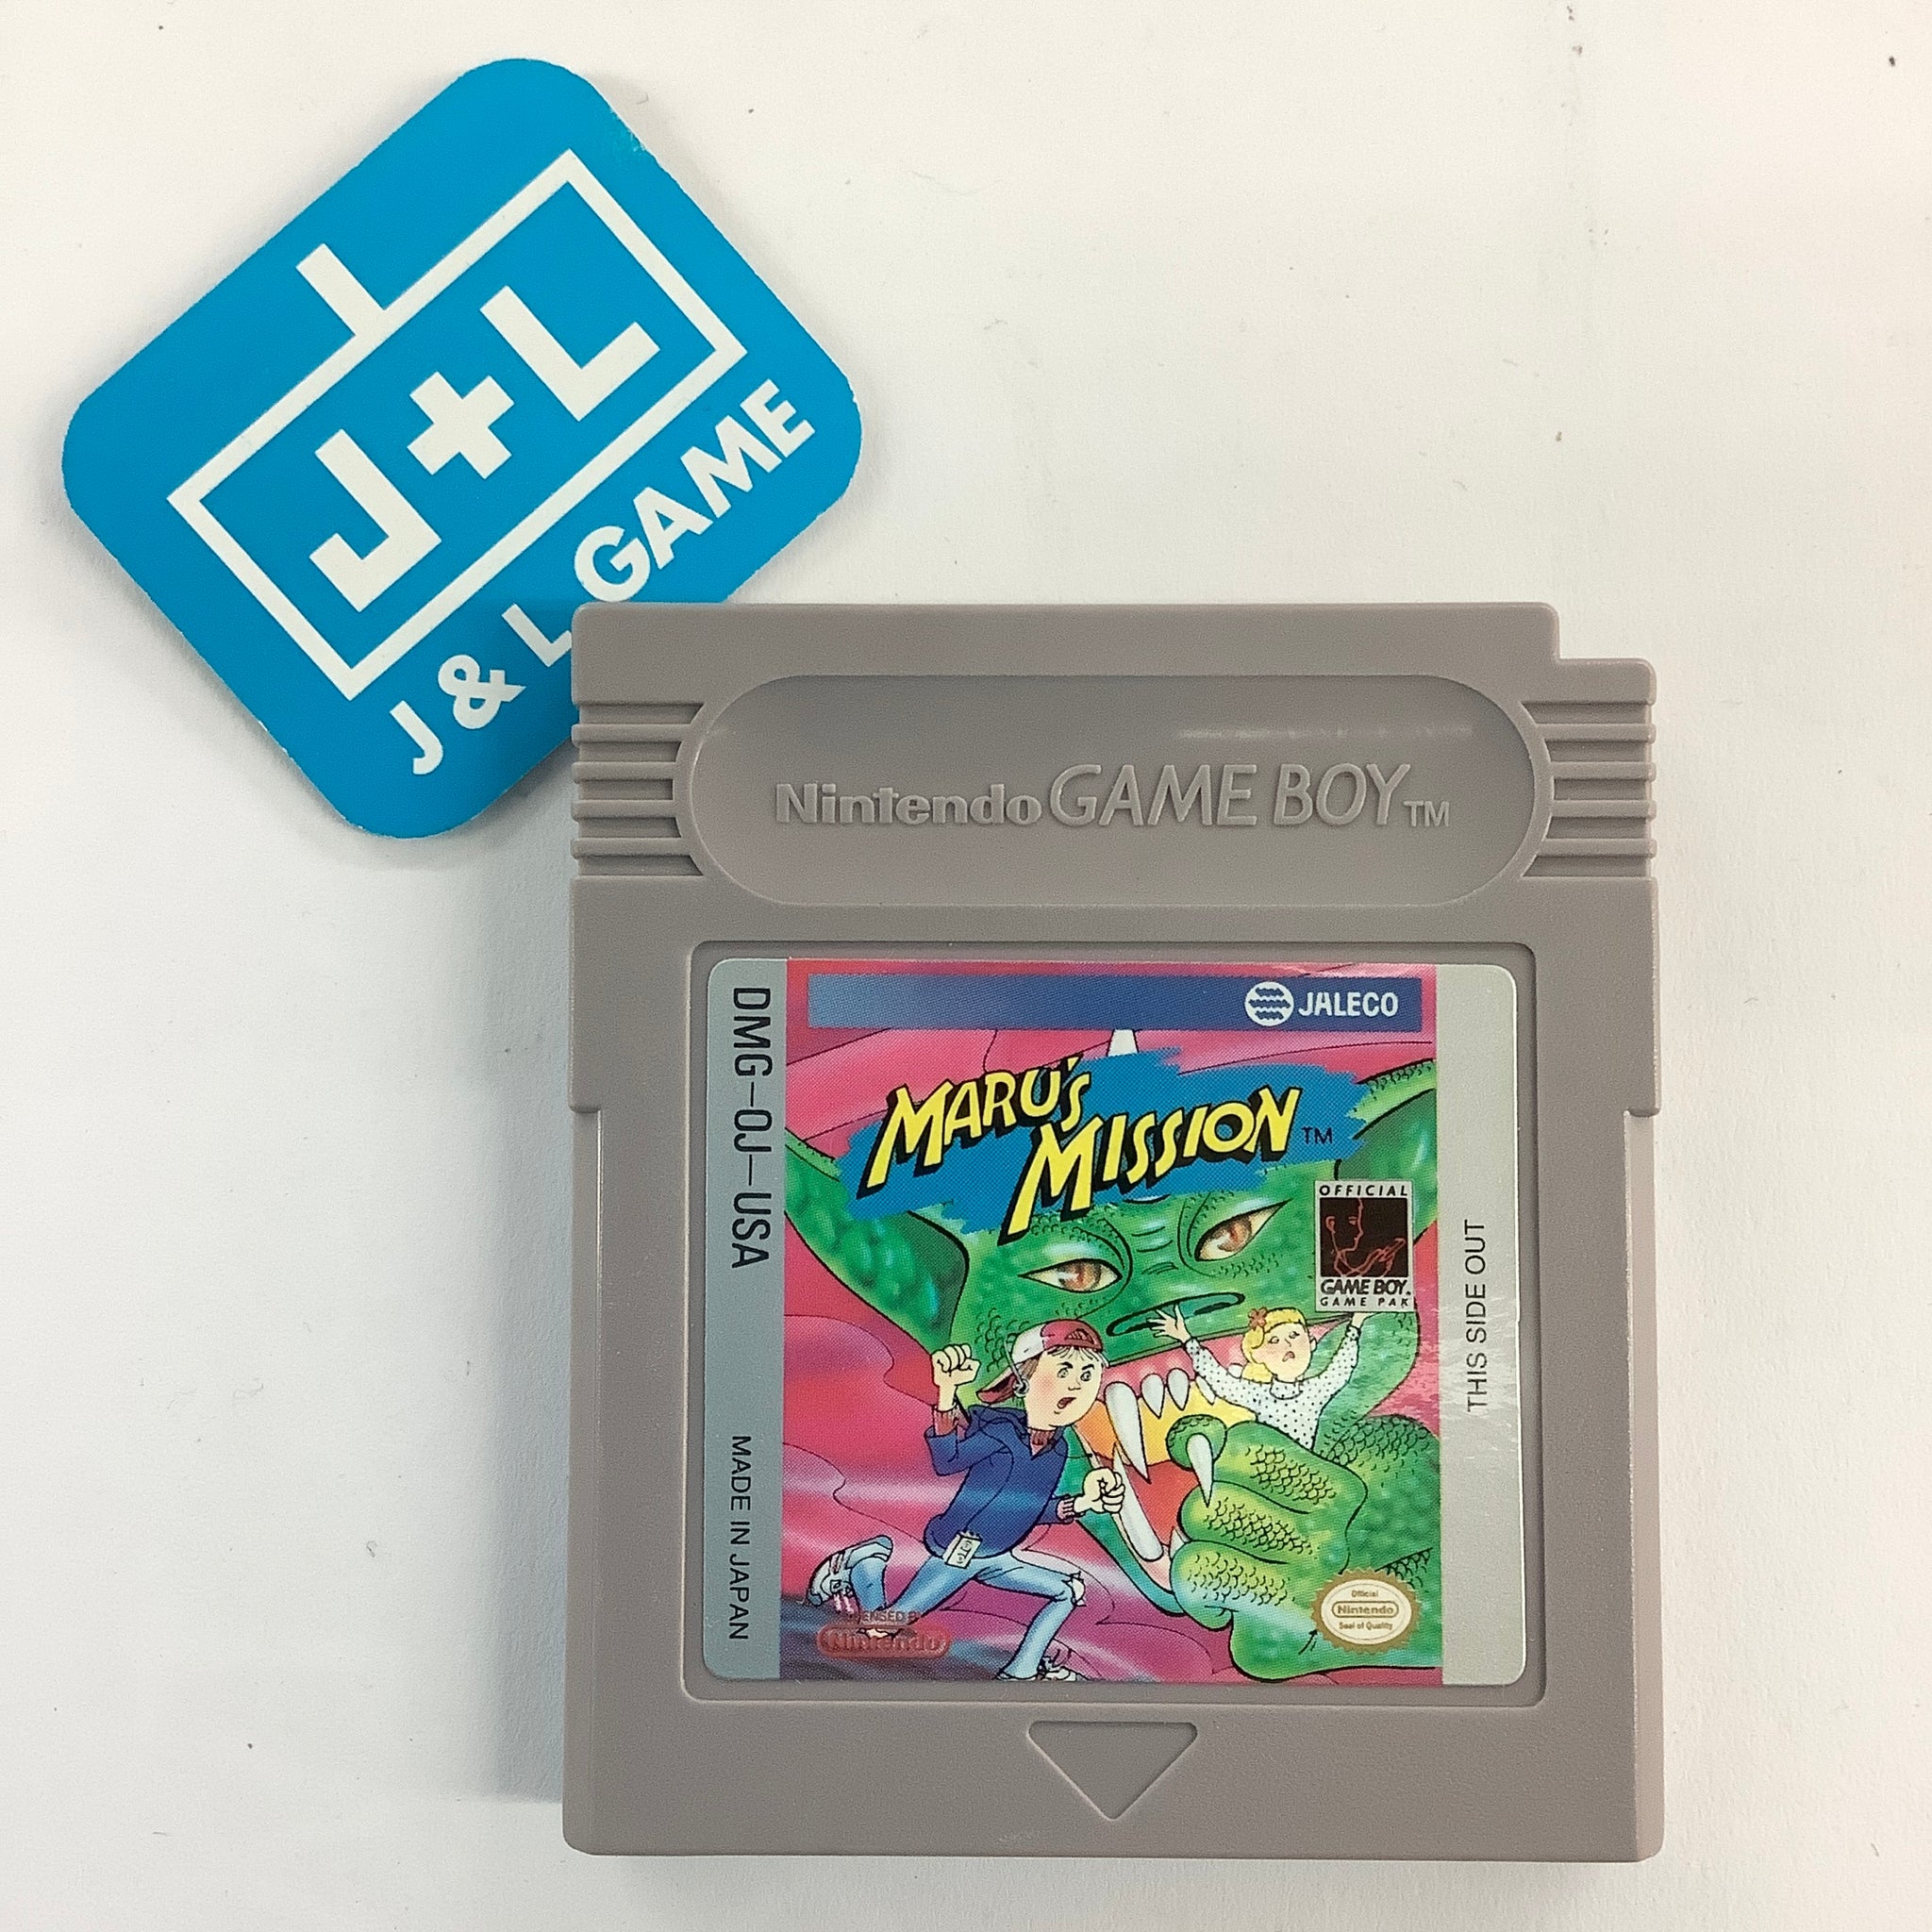 J+L
J & L GAME
Nintendo GAME BOY TM
DMG-OJ-USA
MADE IN JAPAN
JALECO
MARU'S
MISSION TM
OFFICIAL
GAME BOY.
GAME PAK
THIS SIDE OUT
LICENSED BY
Nintendo
Official
Nintendo
Seal of Quality